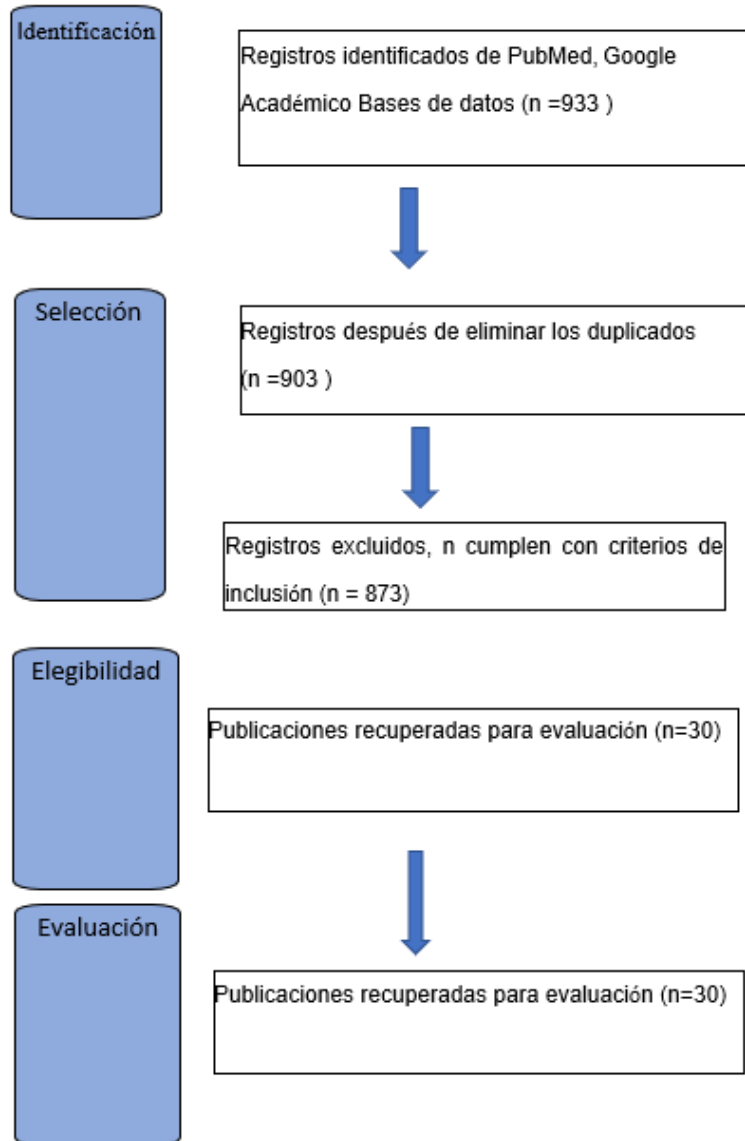 Identificación
Registros identificados de PubMed, Google
Académico Bases de datos (n =933 )
Selección
Registros después de eliminar los duplicados
(n =903 )
Registros excluidos, n cumplen con criterios de
inclusión (n = 873)
Elegibilidad
Publicaciones recuperadas para evaluación (n=30)
Evaluación
Publicaciones recuperadas para evaluación (n=30)